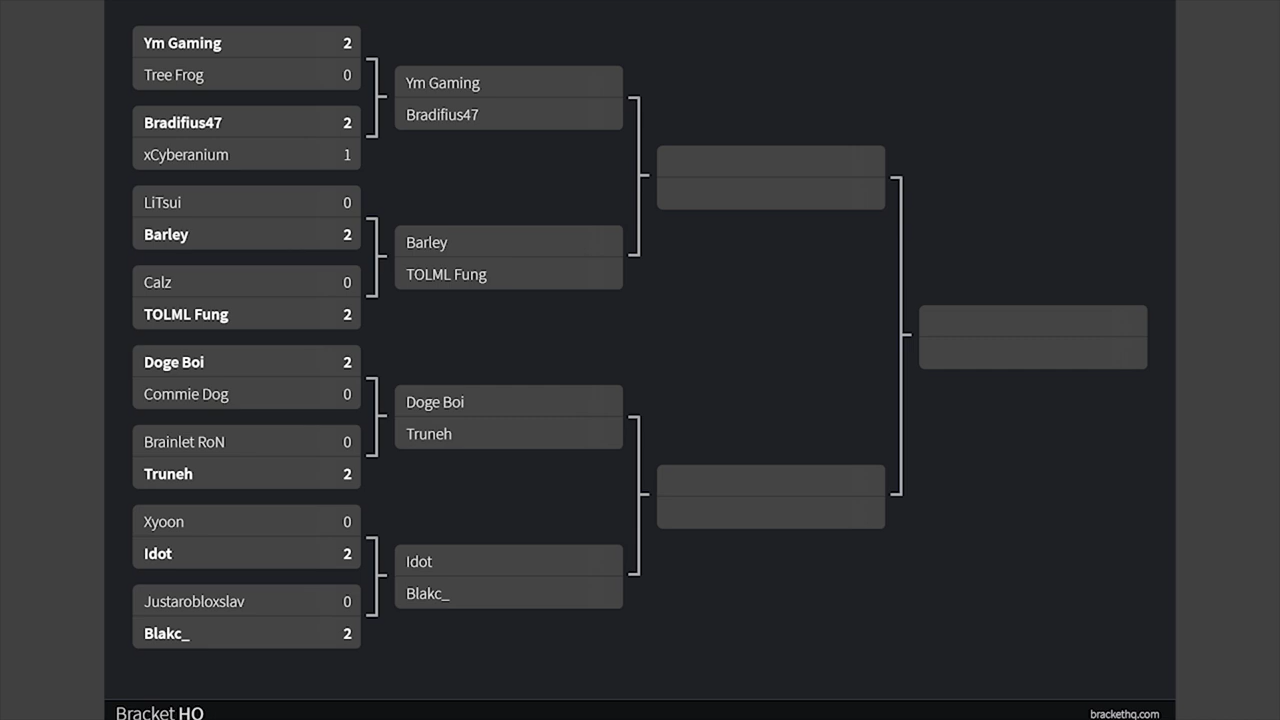 Ym Gaming 2
Tree Frog 0
Bradifius47 2
xCyberanium 1
LiTsui 0
Barley 2
Calz 0
TOLML Fung 2
Doge Boi 2
Commie Dog 0
Brainlet RoN 0
Truneh 2
Xyoon 0
Idot 2
Justarobloxslav 0
Blakc_ 2
Ym Gaming
Bradifius47
Barley
TOLML Fung
Doge Boi
Truneh
Idot
Blakc_
Bracket HQ
brackethq.com